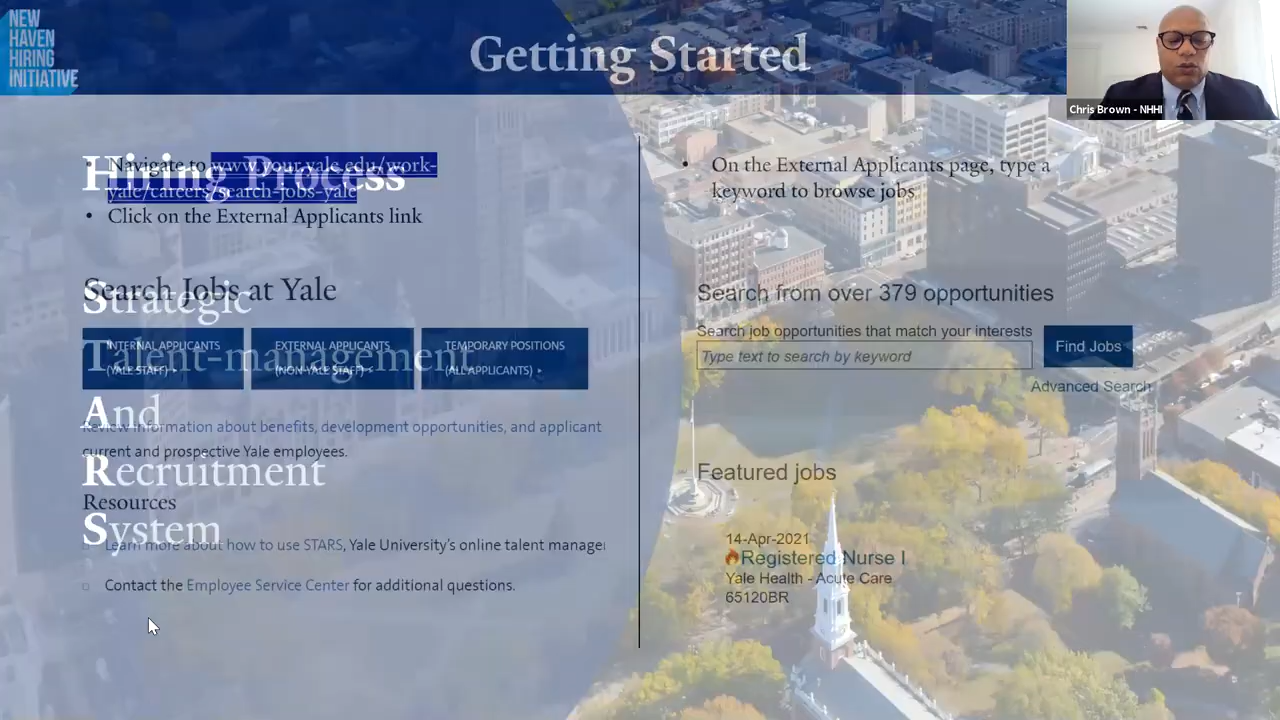 NEW
HAVEN
HIRING
INITIATIVE
Getting Started
Chris Brown - NHHI
Hiring Process
• Navigate to www.your.yale.edu/work-
yale/careers/search-jobs-yale
• Click on the External Applicants link
Search Jobs at Yale
Strategic
INTERNAL APPLICANTS
(YALE STAFF)
EXTERNAL APPLICANTS
(NON-YALE STAFF)
TEMPORARY POSITIONS
(ALL APPLICANTS)
Talent-management
And
Review information about benefits, development opportunities, and applicant
current and prospective Yale employees.
Recruitment
Resources
System
Learn more about how to use STARS, Yale University's online talent manage
Contact the Employee Service Center for additional questions.
• On the External Applicants page, type a
keyword to browse jobs
Search from over 379 opportunities
Search job opportunities that match your interests
Type text to search by keyword
Find Jobs
Advanced Search
Featured jobs
14-Apr-2021
Registered Nurse I
Yale Health - Acute Care
65120BR